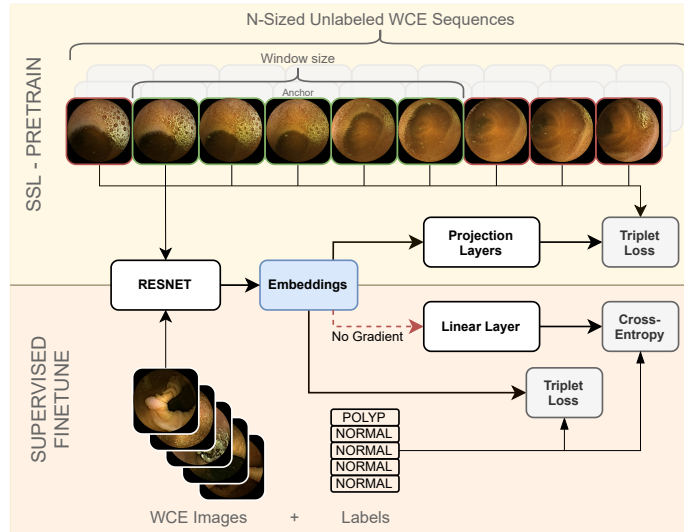 N-Sized Unlabeled WCE Sequences
Window size
Anchor
SSL - PRETRAIN
Projection
Layers
Triplet
Loss
RESNET
Embeddings
No Gradient
Linear Layer
Cross-
Entropy
SUPERVISED
FINETUNE
Triplet
Loss
POLYP
NORMAL
NORMAL
NORMAL
NORMAL
WCE Images + Labels